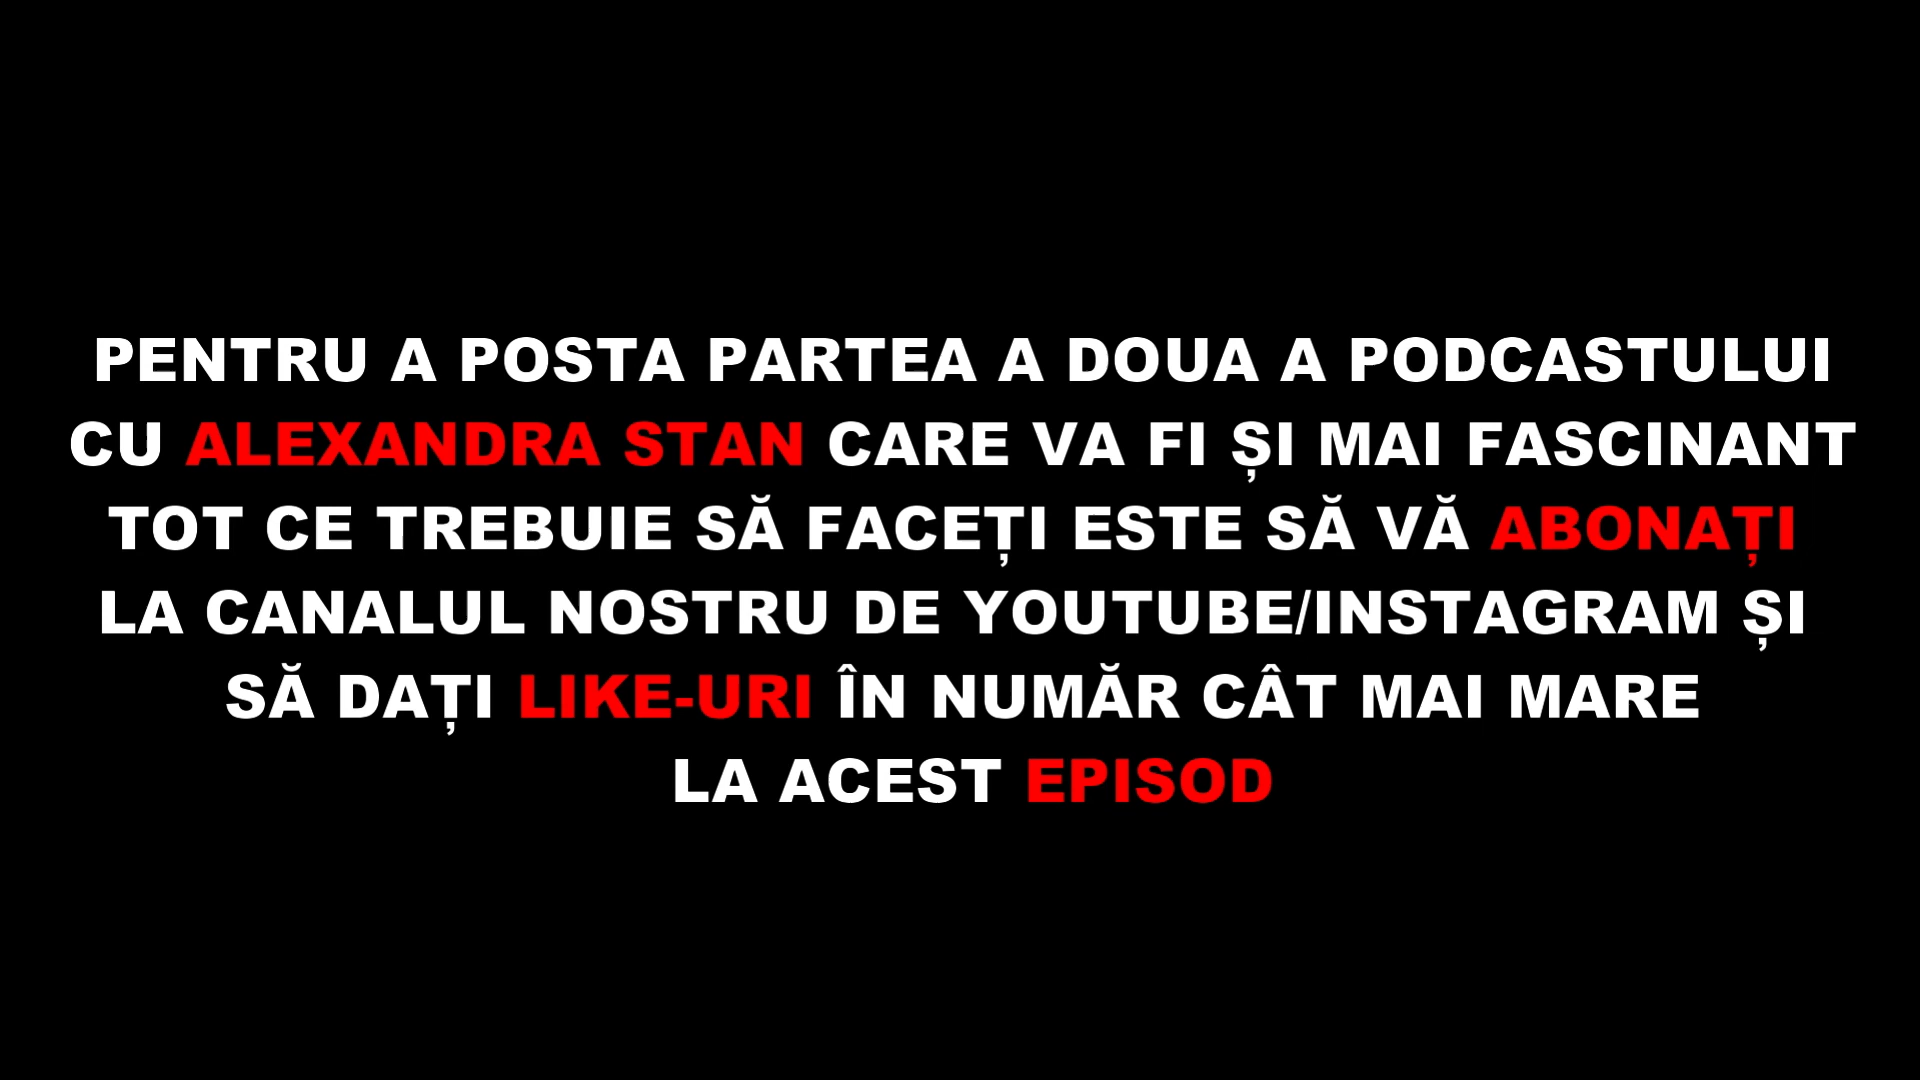 PENTRU A POSTA PARTEA A DOUA A PODCASTULUI
CU ALEXANDRA STAN CARE VA FI ȘI MAI FASCINANT
TOT CE TREBUIE SĂ FACEȚI ESTE SĂ VĂ ABONAȚI
LA CANALUL NOSTRU DE YOUTUBE/INSTAGRAM ȘI
SĂ DAȚI LIKE-URI ÎN NUMĂR CÂT MAI MARE
LA ACEST EPISOD